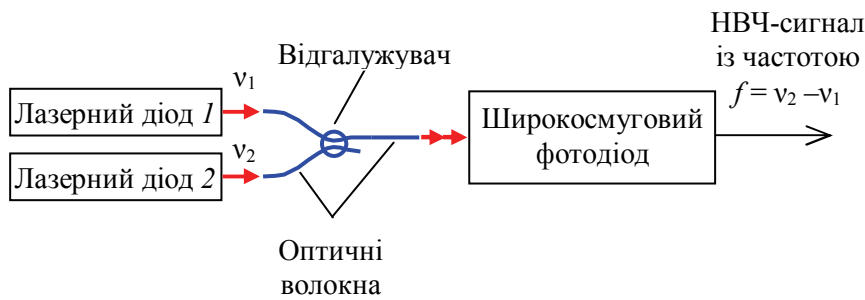 НВЧ-сигнал
із частотою
f = ν₂ –ν₁
Відгалужувач
ν₁
Лазерний діод 1
ν₂
Лазерний діод 2
Широкосмуговий
фотодіод
Оптичні
волокна